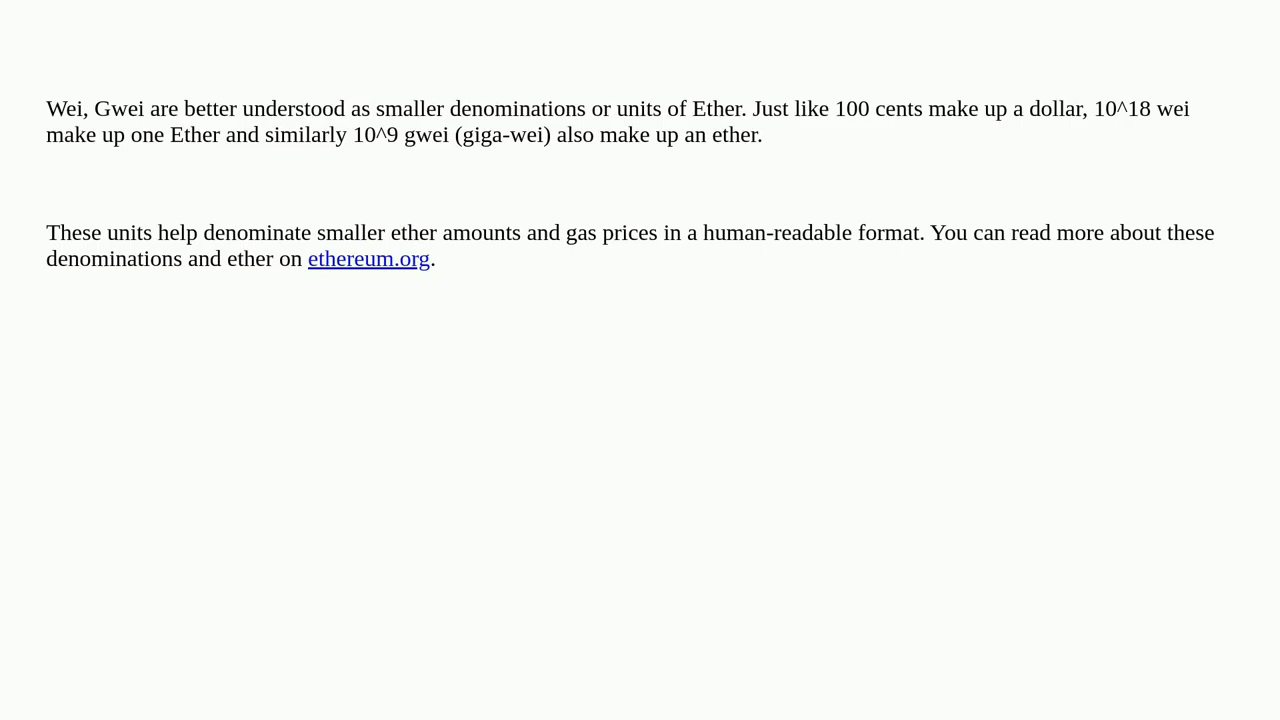 Wei, Gwei are better understood as smaller denominations or units of Ether. Just like 100 cents make up a dollar, 10^18 wei
make up one Ether and similarly 10^9 gwei (giga-wei) also make up an ether.
These units help denominate smaller ether amounts and gas prices in a human-readable format. You can read more about these
denominations and ether on ethereum.org.